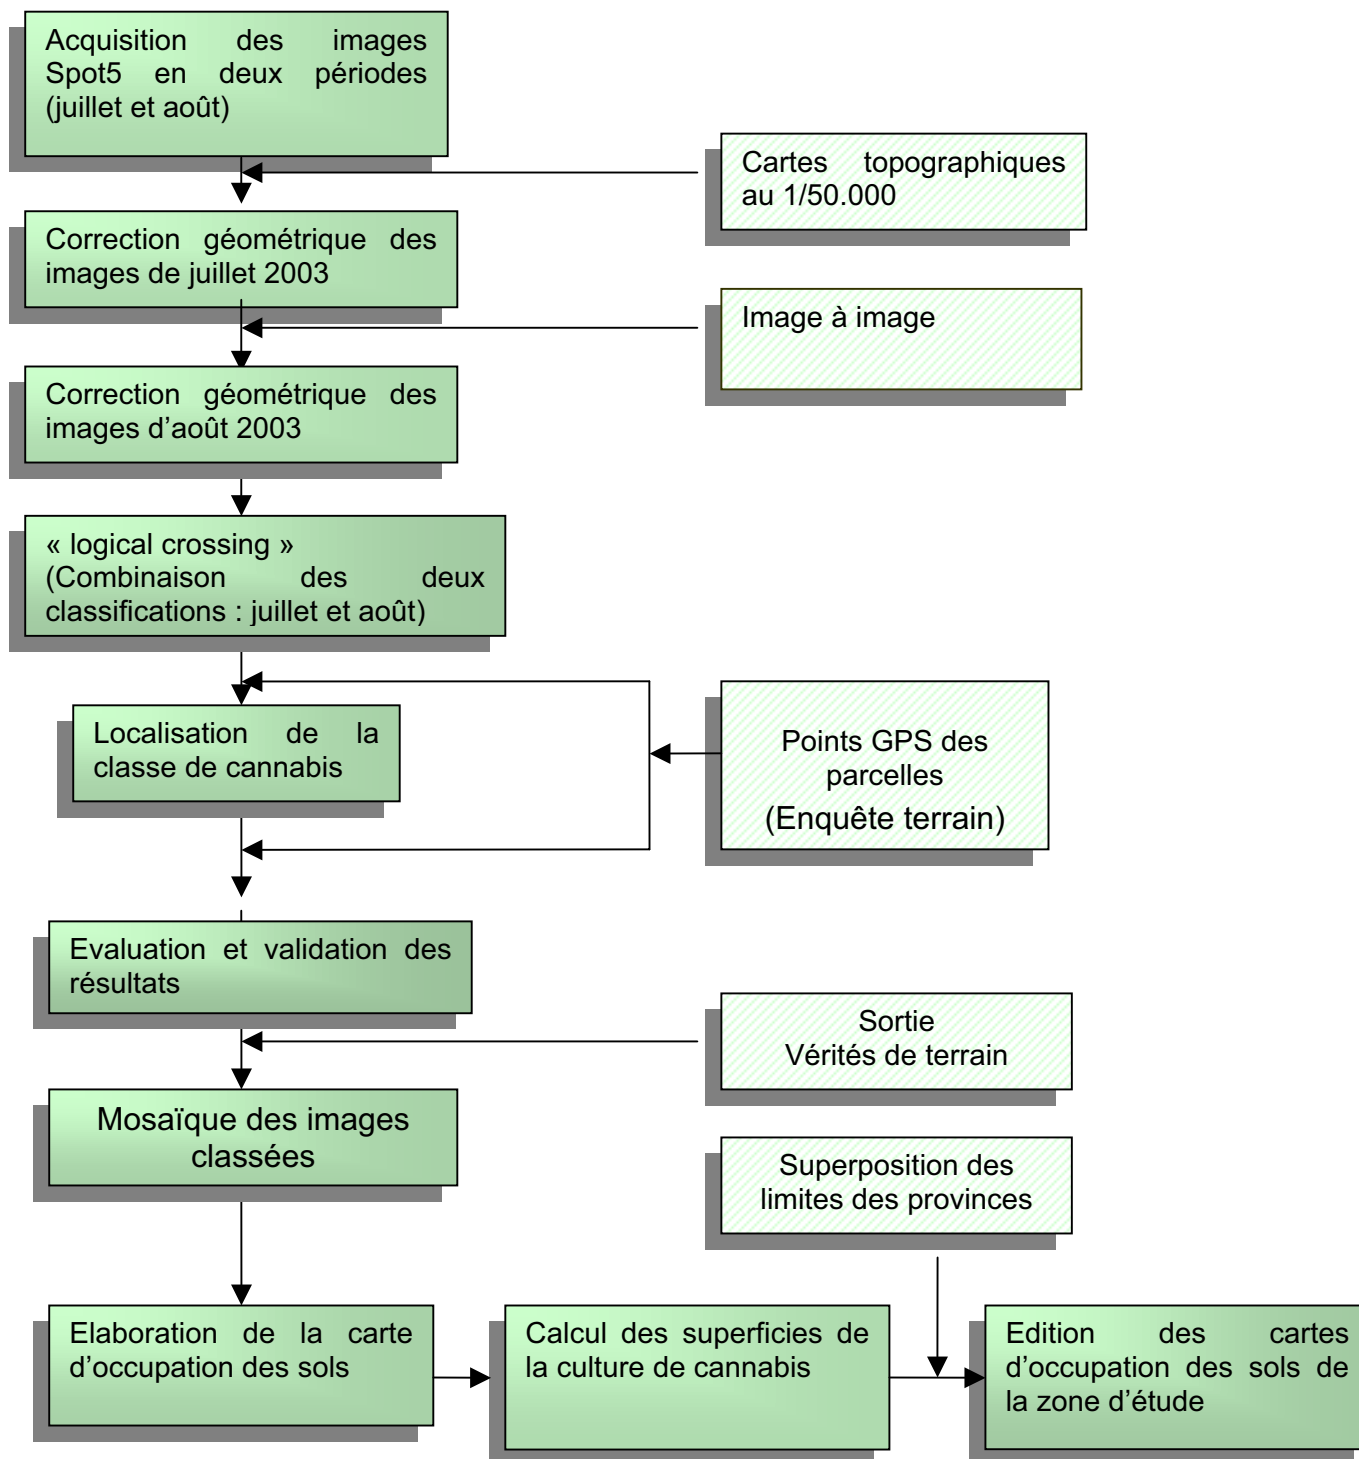 Acquisition des images
Spot5 en deux périodes
(juillet et août)
Cartes topographiques
au 1/50.000
Correction géométrique des
images de juillet 2003
Image à image
Correction géométrique des
images d’août 2003
« logical crossing »
(Combinaison des deux
classifications : juillet et août)
Localisation de la
classe de cannabis
Points GPS des
parcelles
(Enquête terrain)
Evaluation et validation des
résultats
Sortie
Vérités de terrain
Mosaïque des images
classées
Superposition des
limites des provinces
Elaboration de la carte
d’occupation des sols
Calcul des superficies de
la culture de cannabis
Edition des cartes
d’occupation des sols de
la zone d’étude